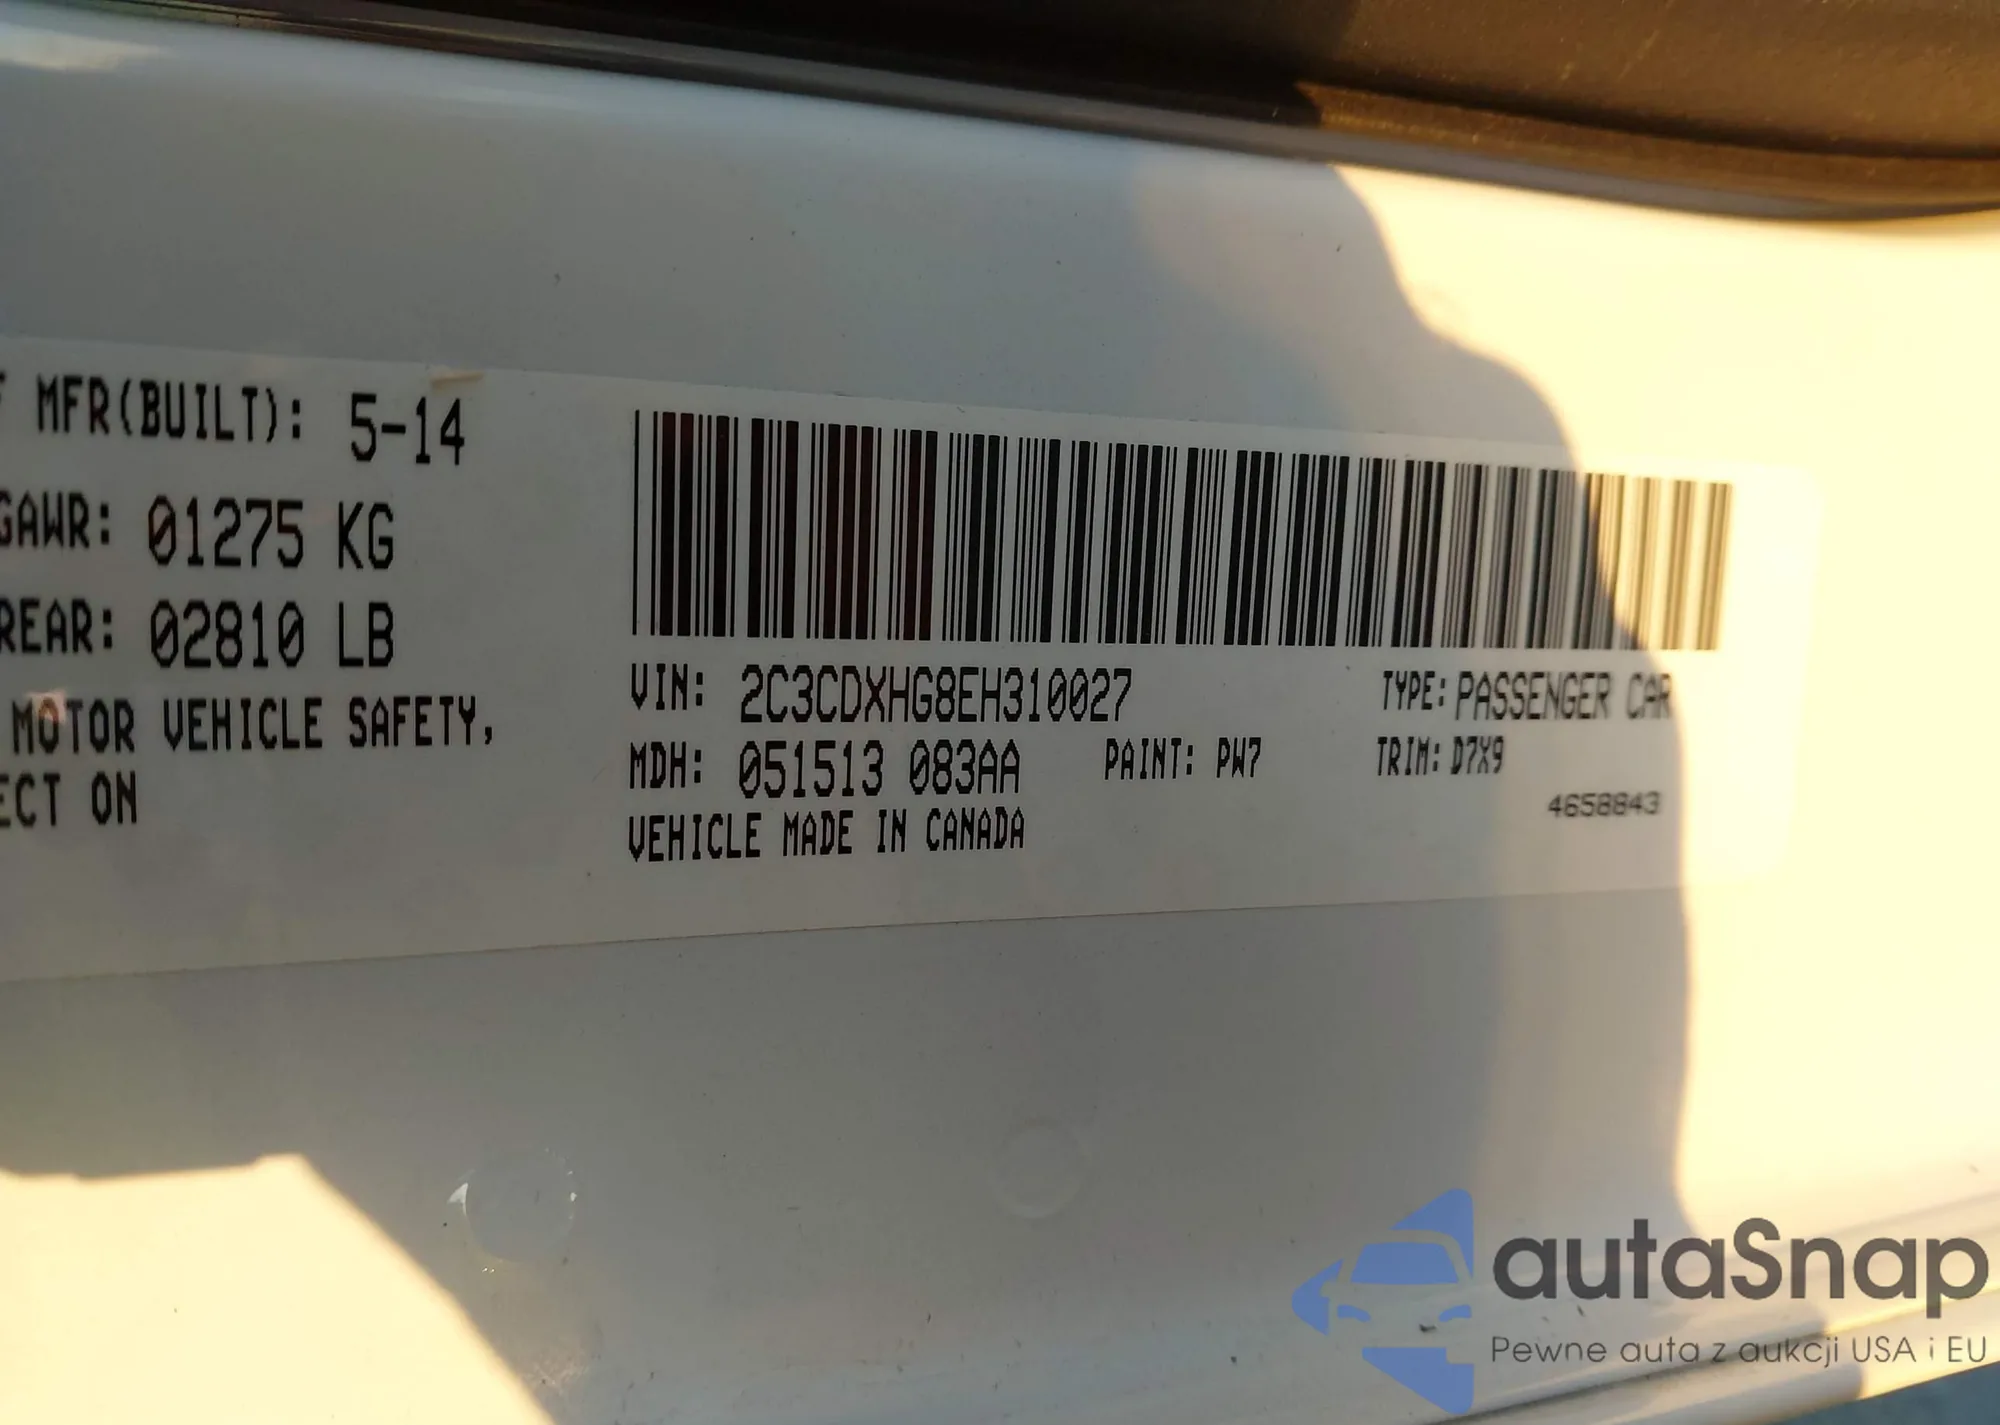 MFR(BUILT): 5-14
GAWR: 01275 KG
REAR: 02810 LB
MOTOR VEHICLE SAFETY,
ECT ON
VIN: 2C3CDXHG8EH310027
TYPE: PASSENGER CAR
MDH: 051513 083AA PAINT: PW7 TRIM: D7X9
VEHICLE MADE IN CANADA
4658843
autaSnap
Pewne auta z aukcji USA i EU